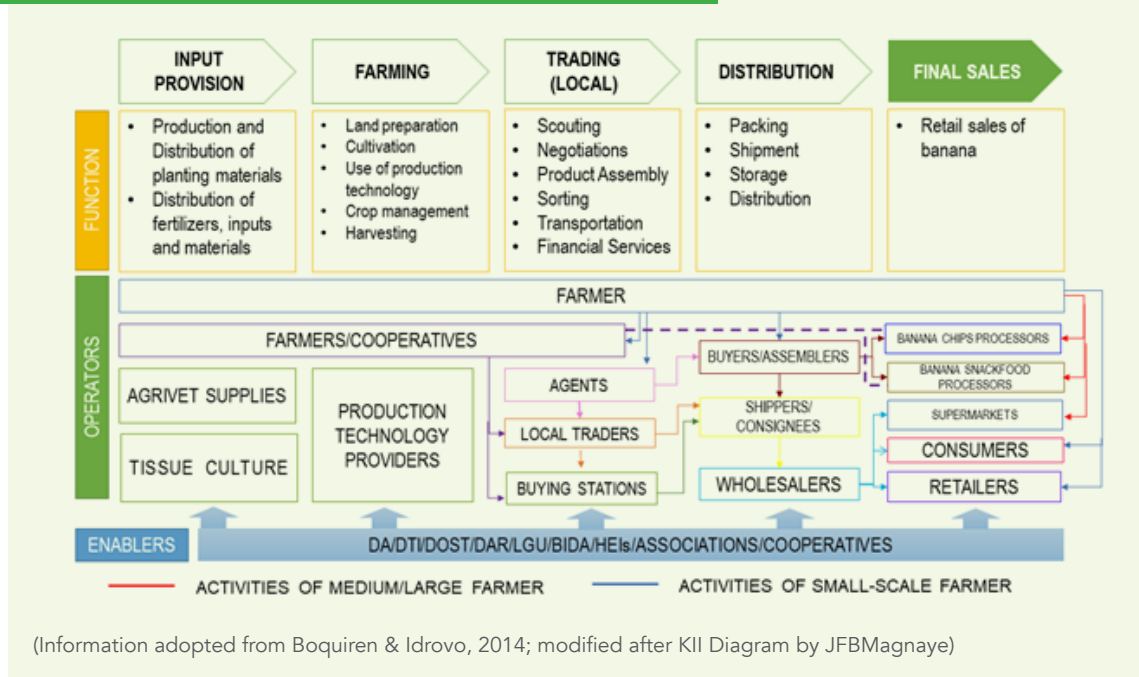 INPUT
PROVISION
FARMING
TRADING
(LOCAL)
DISTRIBUTION
FINAL SALES
FUNCTION
• Production and
Distribution of
planting materials
• Distribution of
fertilizers, inputs
and materials
• Land preparation
• Cultivation
• Use of production
technology
• Crop management
• Harvesting
• Scouting
• Negotiations
• Product Assembly
• Sorting
• Transportation
• Financial Services
• Packing
• Shipment
• Storage
• Distribution
• Retail sales of
banana
OPERATORS
FARMER
FARMERS/COOPERATIVES
AGRIVET SUPPLIES
TISSUE CULTURE
PRODUCTION
TECHNOLOGY
PROVIDERS
AGENTS
LOCAL TRADERS
BUYING STATIONS
BUYERS/ASSEMBLERS
SHIPPERS/
CONSIGNEES
WHOLESALERS
BANANA CHIPS PROCESSORS
BANANA SNACKFOOD
PROCESSORS
SUPERMARKETS
CONSUMERS
RETAILERS
ENABLERS
DA/DTI/DOST/DAR/LGU/BIDA/HEIs/ASSOCIATIONS/COOPERATIVES
ACTIVITIES OF MEDIUM/LARGE FARMER
ACTIVITIES OF SMALL-SCALE FARMER
(Information adopted from Boquiren & Idrovo, 2014; modified after KII Diagram by JFBMagnaye)